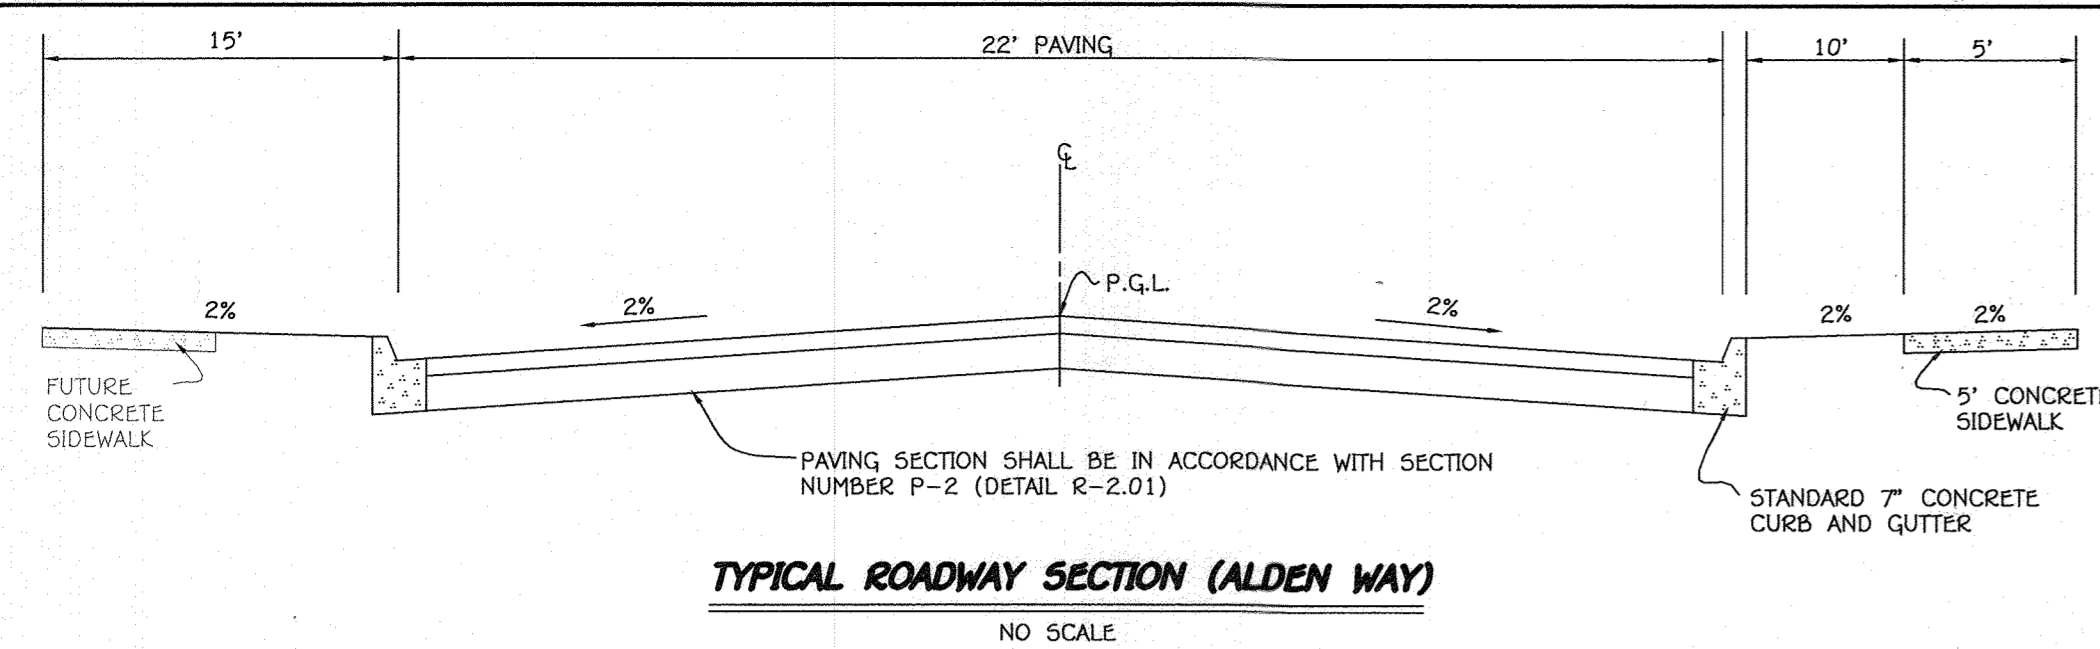 15'
22' PAVING
10'
5'
℄
P.G.L.
2%
2%
2%
2%
2%
FUTURE
CONCRETE
SIDEWALK
5' CONCRET
SIDEWALK
PAVING SECTION SHALL BE IN ACCORDANCE WITH SECTION
NUMBER P-2 (DETAIL R-2.01)
STANDARD 7" CONCRETE
CURB AND GUTTER
TYPICAL ROADWAY SECTION (ALDEN WAY)
NO SCALE